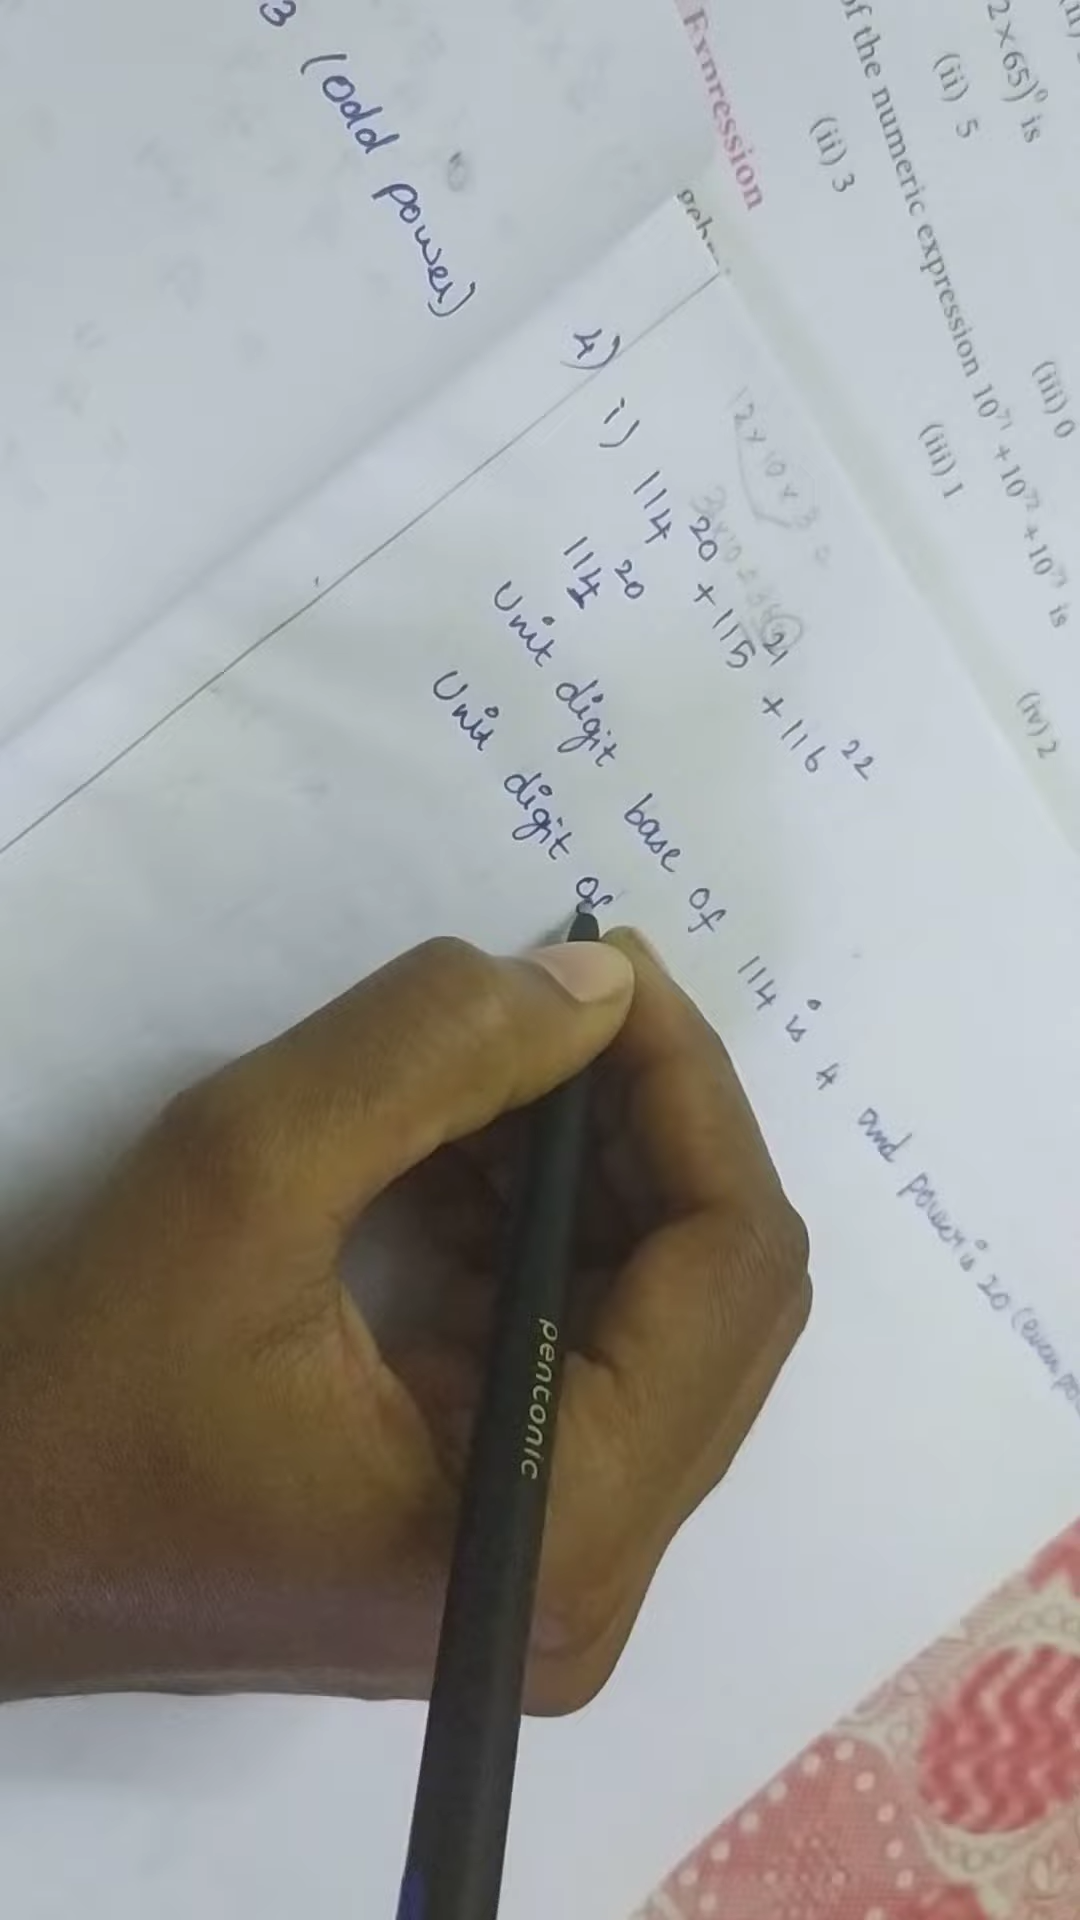 3 (odd power)
Expression
2×65)⁰ is
(ii) 5
(iii) 0
of the numeric expression 10⁷¹ + 10⁷² + 10⁷³ is
(ii) 3
(iii) 1
(iv) 2
4)
i) 114²⁰ + 115²¹ + 116²²
114²⁰
Unit digit base of 114 is 4 and power is 20 (even po
Unit digit of
pentonic